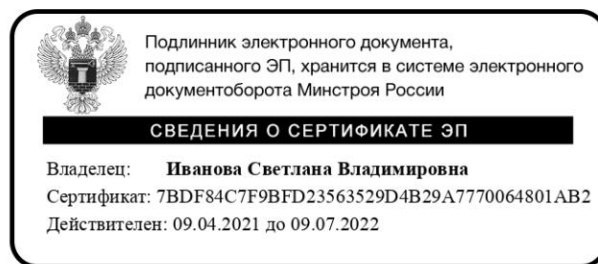 Подлинник электронного документа,
подписанного ЭП, хранится в системе электронного
документооборота Минстроя России
СВЕДЕНИЯ О СЕРТИФИКАТЕ ЭП
Владелец: Иванова Светлана Владимировна
Сертификат: 7BDF84C7F9BFD23563529D4B29A7770064801AB2
Действителен: 09.04.2021 до 09.07.2022